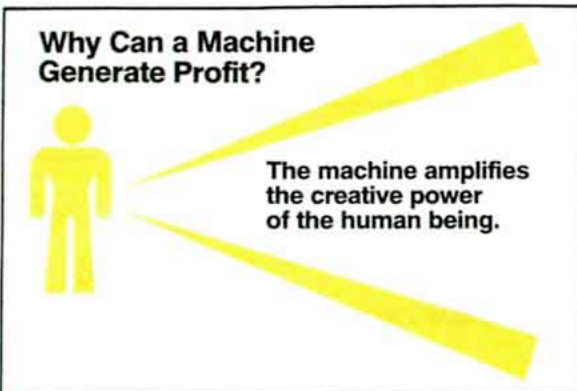 Why Can a Machine
Generate Profit?
The machine amplifies
the creative power
of the human being.